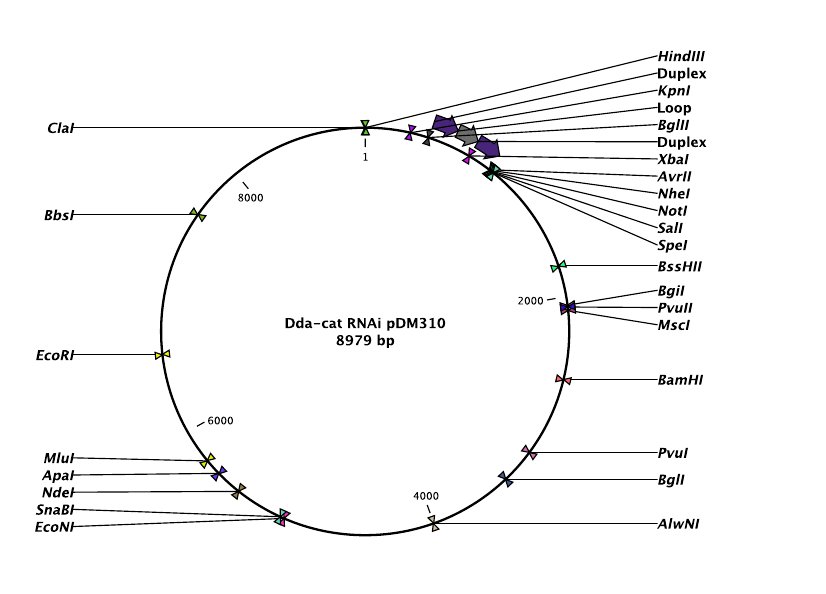 HindIII
Duplex
KpnI
Loop
BglII
Duplex
XbaI
AvrII
NheI
NotI
SalI
SpeI
BssHII
BgiI
PvuII
MscI
BamHI
PvuI
BglI
AlwNI
ClaI
BbsI
EcoRI
MluI
ApaI
NdeI
SnaBI
EcoNI
1
2000
4000
6000
8000
Dda-cat RNAi pDM310
8979 bp